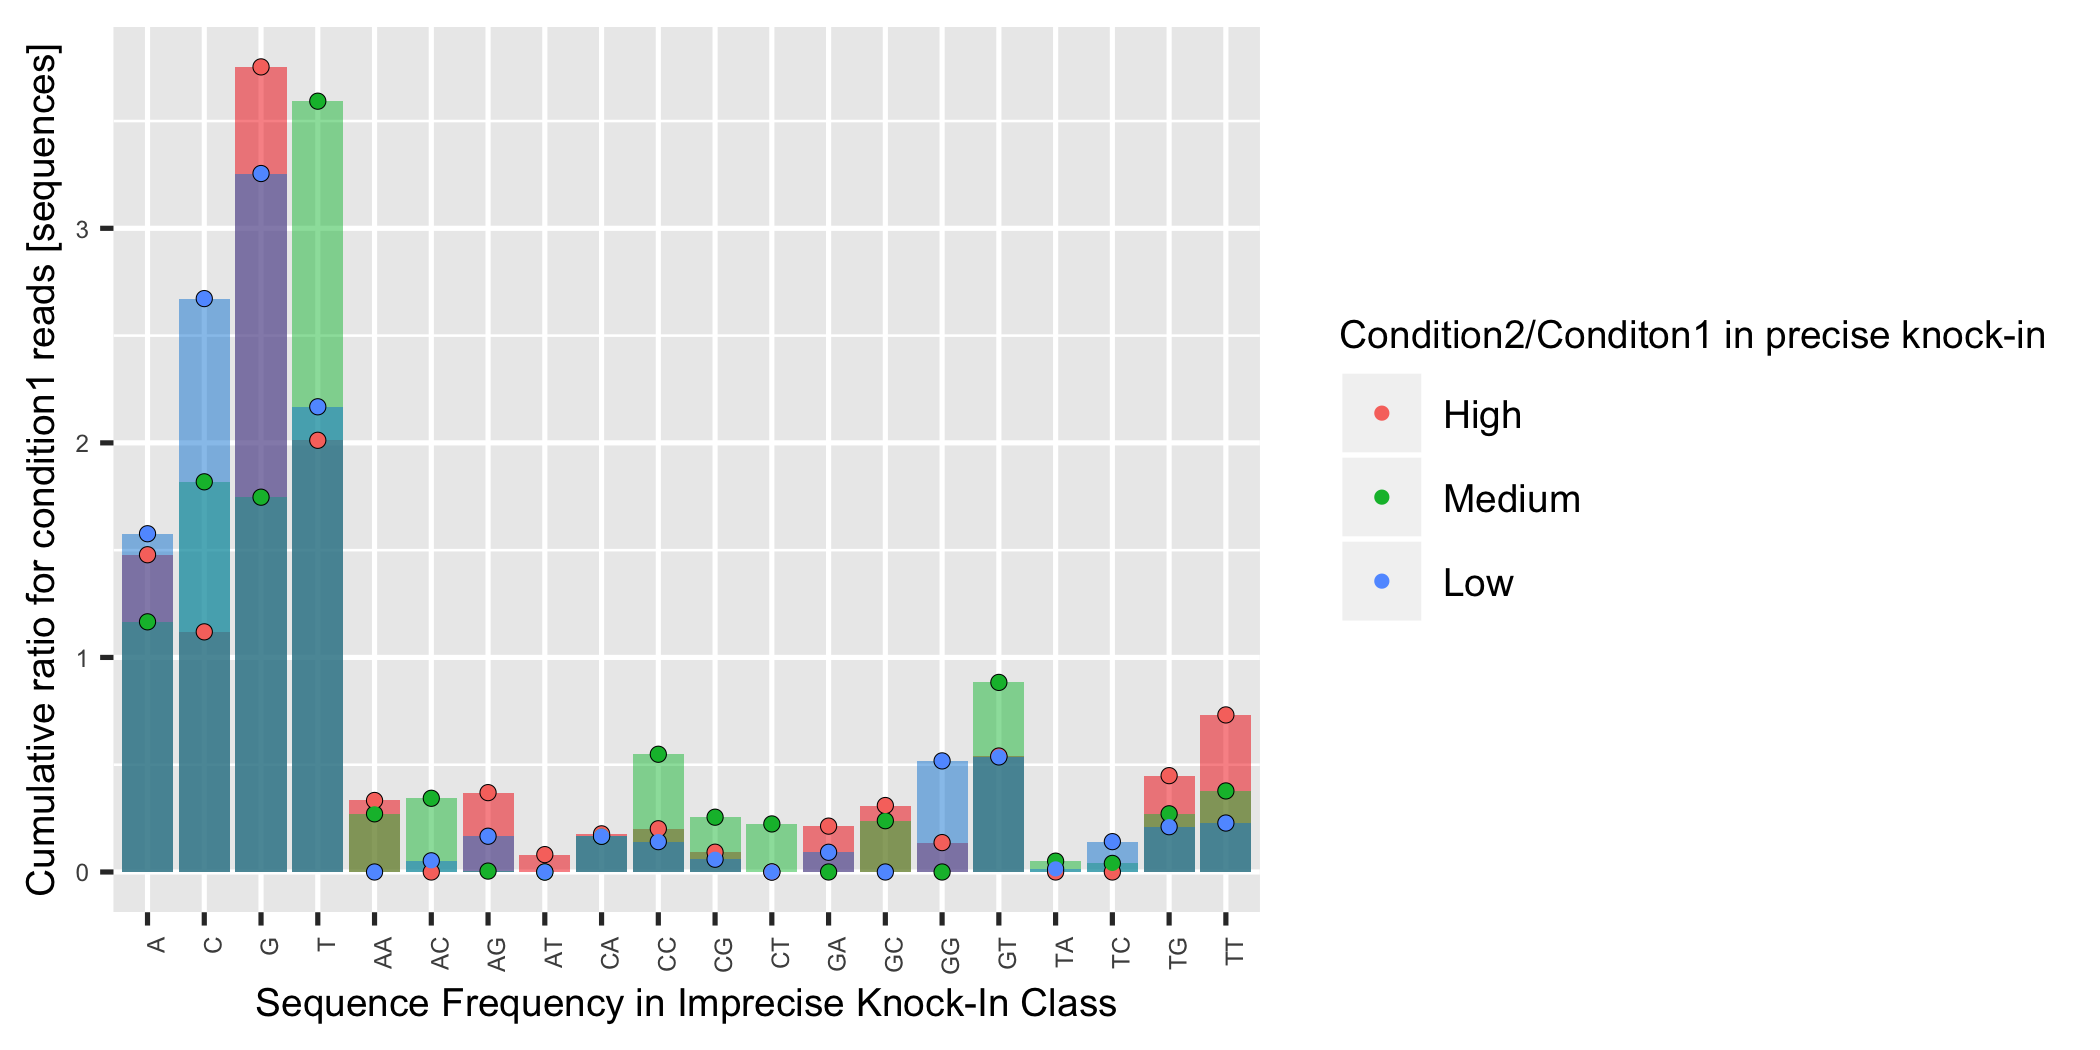 Cumulative ratio for condition1 reads [sequences]
3
2
1
0
A
C
G
T
AA
AC
AG
AT
CA
CC
CG
CT
GA
GC
GG
GT
TA
TC
TG
TT
Sequence Frequency in Imprecise Knock-In Class
Condition2/Conditon1 in precise knock-in
High
Medium
Low